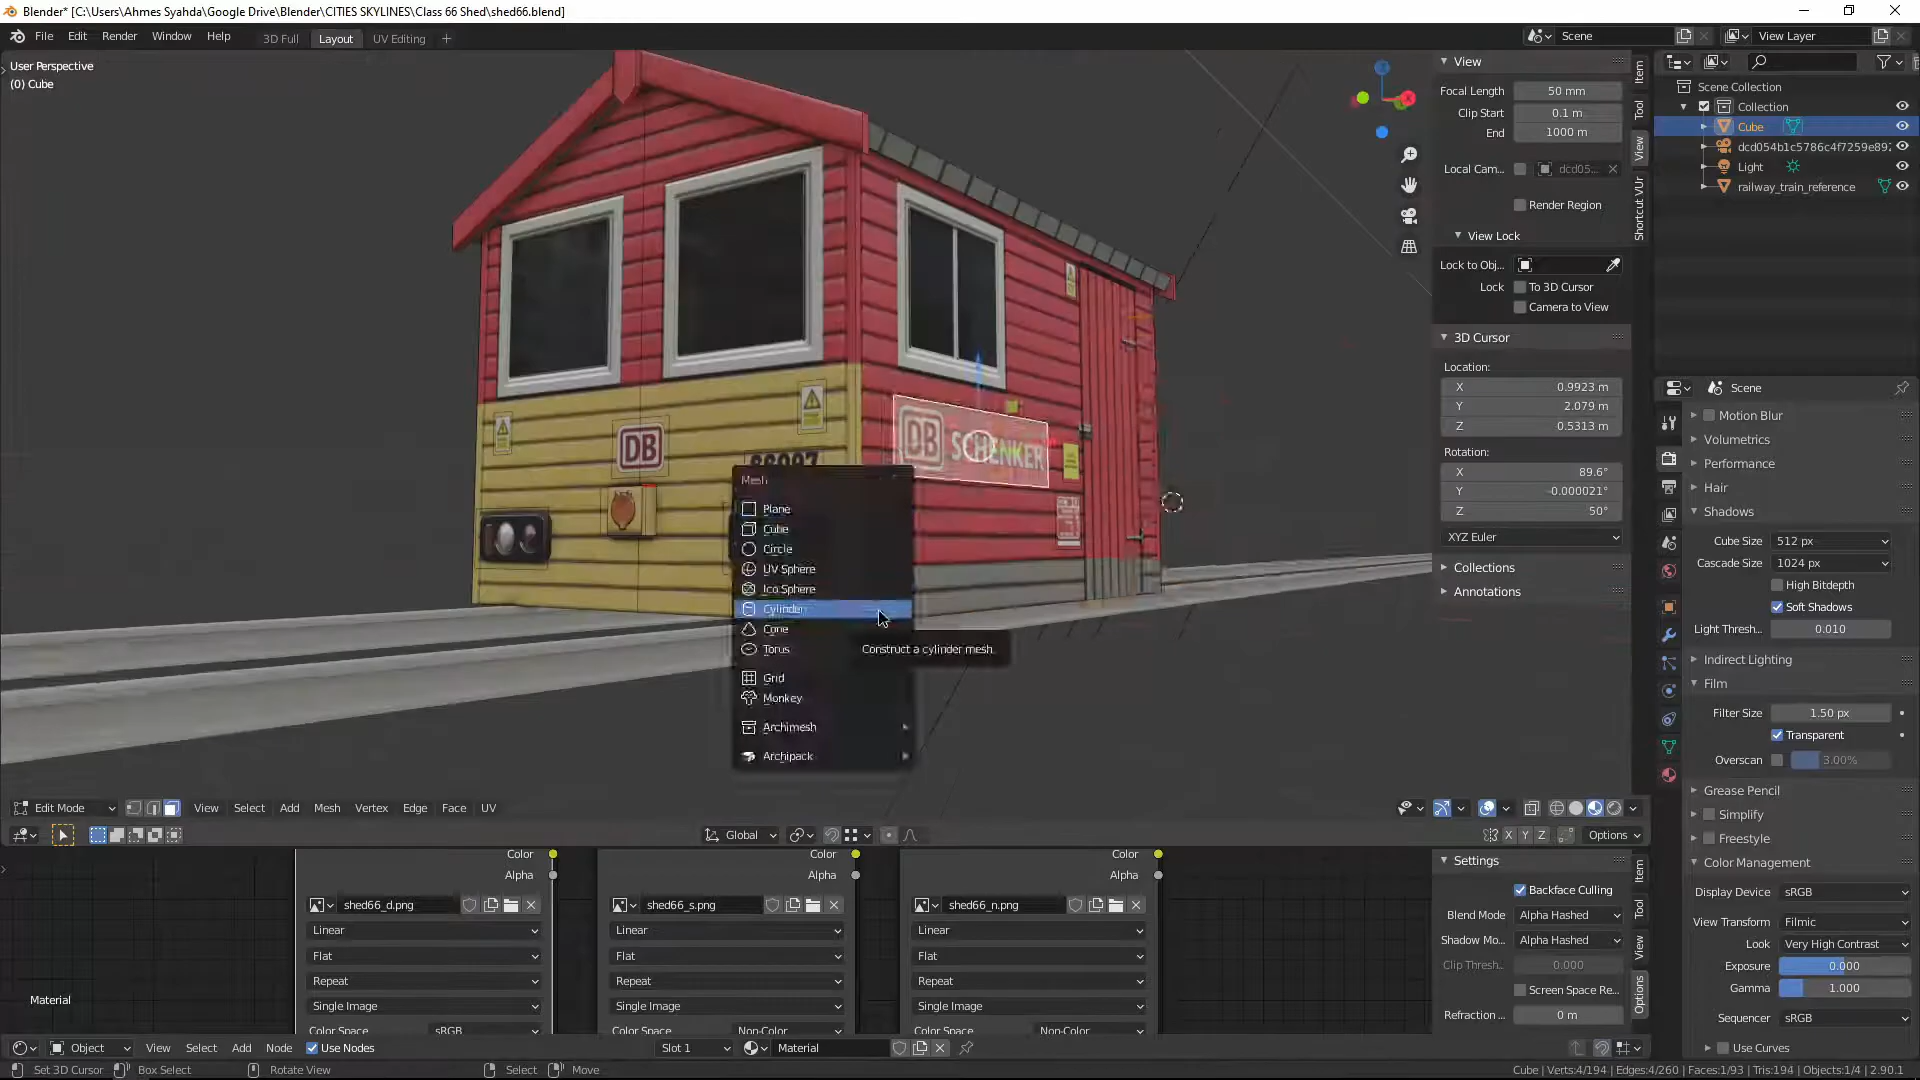 Blender* [C:\Users\Ahmes Syahda\Google Drive\Blender\CITIES SKYLINES\Class 66 Shed\shed66.blend]
File Edit Render Window Help 3D Full Layout UV Editing +
Scene
View Layer
User Perspective
(0) Cube
DB
DB SCHENKER
66097
Mesh
Plane
Cube
Circle
UV Sphere
Ico Sphere
Cylinder
Cone
Torus
Grid
Monkey
Archimesh
Archipack
Construct a cylinder mesh.
View
Focal Length 50 mm
Clip Start 0.1 m
End 1000 m
Local Cam... dcd05...
Render Region
View Lock
Lock to Obj...
Lock To 3D Cursor
Camera to View
3D Cursor
Location:
X 0.9923 m
Y 2.079 m
Z 0.5313 m
Rotation:
X 89.6°
Y -0.000021°
Z 50°
XYZ Euler
Collections
Annotations
Item
Tool
View
Shortcut VUr
Scene Collection
Collection
Cube
dcd054b1c5786c4f7259e892
Light
railway_train_reference
Scene
Motion Blur
Volumetrics
Performance
Hair
Shadows
Cube Size 512 px
Cascade Size 1024 px
High Bitdepth
Soft Shadows
Light Thresh... 0.010
Indirect Lighting
Film
Filter Size 1.50 px
Transparent
Overscan 3.00%
Grease Pencil
Simplify
Freestyle
Color Management
Display Device sRGB
View Transform Filmic
Look Very High Contrast
Exposure 0.000
Gamma 1.000
Sequencer sRGB
Use Curves
Edit Mode View Select Add Mesh Vertex Edge Face UV
Global
X Y Z Options
Color Color Color
Alpha Alpha Alpha
shed66_d.png shed66_s.png shed66_n.png
Linear Linear Linear
Flat Flat Flat
Repeat Repeat Repeat
Single Image Single Image Single Image
Color Space sRGB Color Space Non-Color Color Space Non-Color
Material
Settings
Backface Culling
Blend Mode Alpha Hashed
Shadow Mo... Alpha Hashed
Clip Thresh... 0.000
Screen Space Re...
Refraction ... 0 m
Item
Tool
View
Options
Object View Select Add Node Use Nodes Slot 1 Material
Set 3D Cursor Box Select Rotate View Select Move
Cube | Verts:4/194 | Edges:4/260 | Faces:1/93 | Tris:194 | Objects:1/4 | 2.90.1